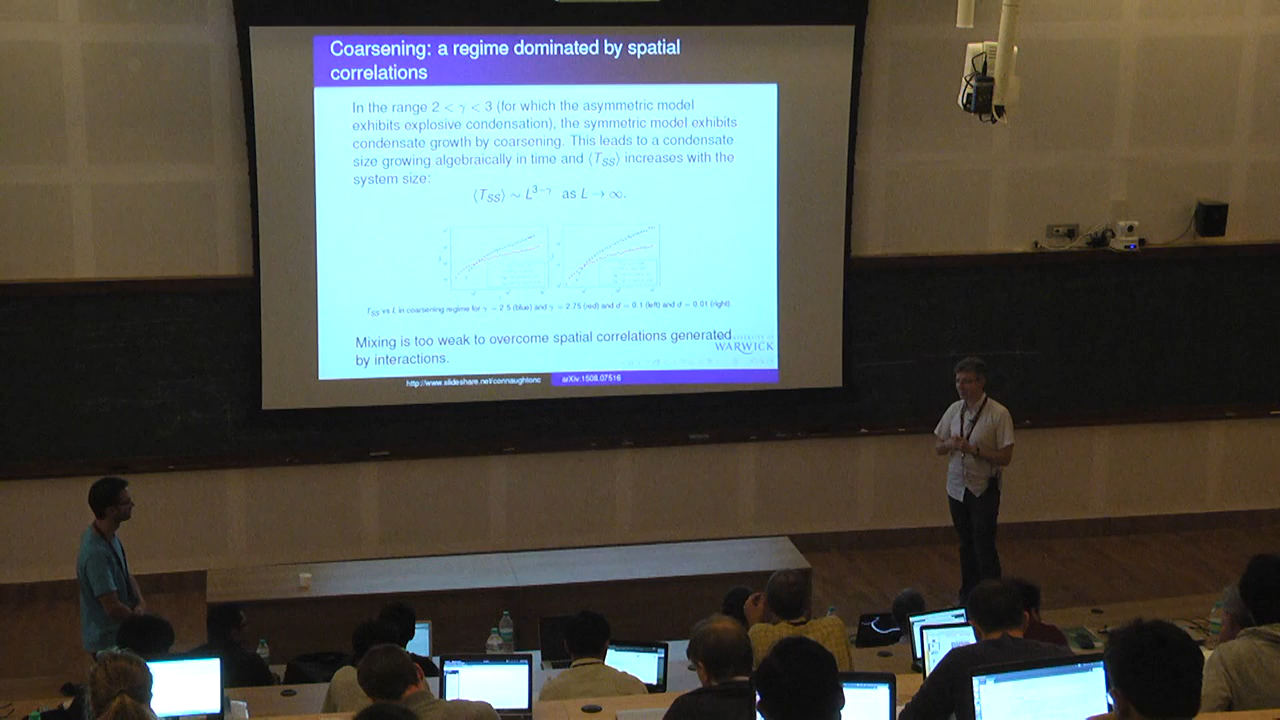 Coarsening: a regime dominated by spatial
correlations
In the range 2 < γ < 3 (for which the asymmetric model
exhibits explosive condensation), the symmetric model exhibits
condensate growth by coarsening. This leads to a condensate
size growing algebraically in time and ⟨T_SS⟩ increases with the
system size:
⟨T_SS⟩ ∼ L^{3−γ} as L → ∞.
T_SS vs L in coarsening regime for γ = 2.5 (blue) and γ = 2.75 (red) and d = 0.1 (left) and d = 0.01 (right).
Mixing is too weak to overcome spatial correlations generated
by interactions.
WARWICK
http://www.slideshare.net/connaughtonc
arXiv:1508.07516